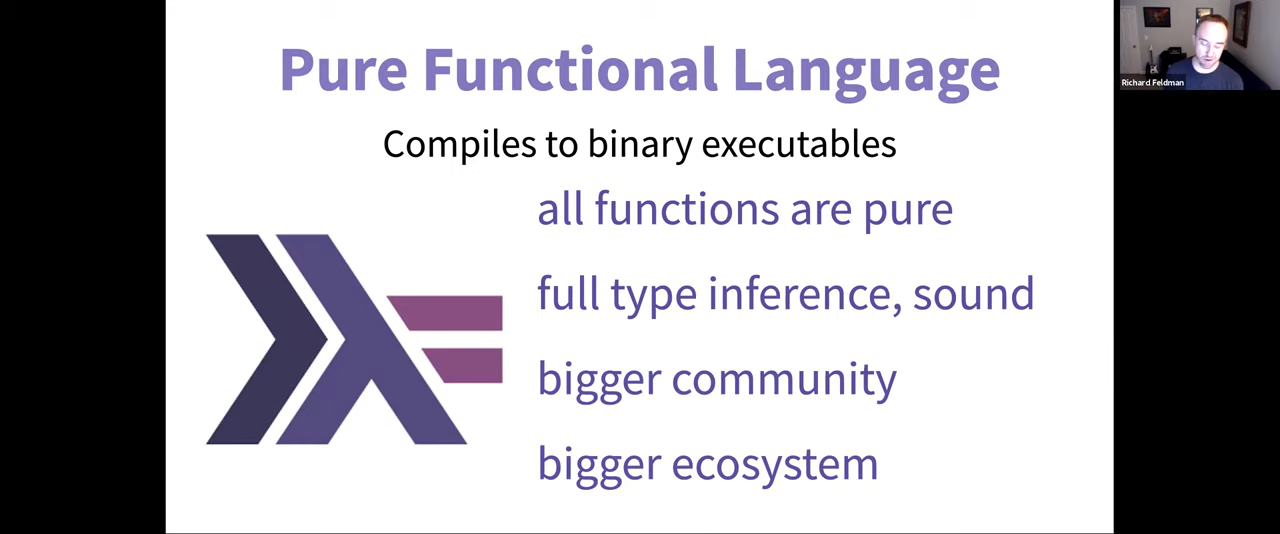 Pure Functional Language
Compiles to binary executables
all functions are pure
full type inference, sound
bigger community
bigger ecosystem
Richard Feldman